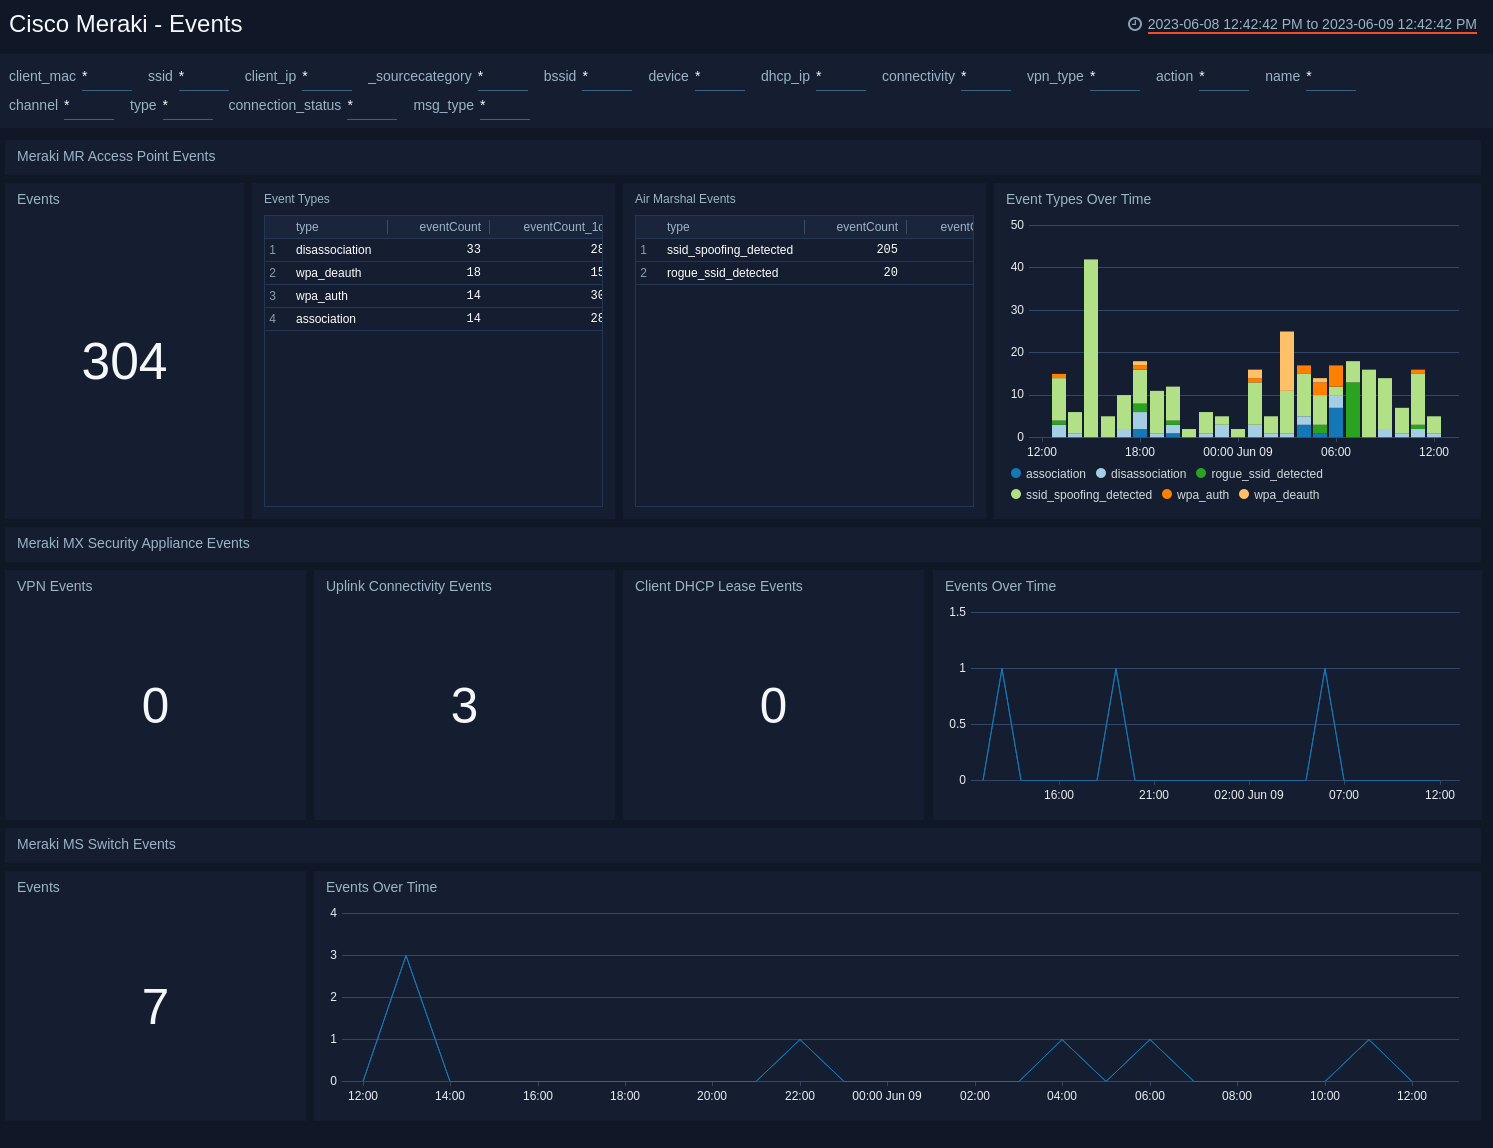 Cisco Meraki - Events
2023-06-08 12:42:42 PM to 2023-06-09 12:42:42 PM
client_mac * ssid * client_ip * _sourcecategory * bssid * device * dhcp_ip * connectivity * vpn_type * action * name *
channel * type * connection_status * msg_type *
Meraki MR Access Point Events
Events
304
Event Types
type eventCount eventCount_1d
1 disassociation 33 28
2 wpa_deauth 18 15
3 wpa_auth 14 30
4 association 14 28
Air Marshal Events
type eventCount
1 ssid_spoofing_detected 205
2 rogue_ssid_detected 20
Event Types Over Time
50
40
30
20
10
0
12:00 18:00 00:00 Jun 09 06:00 12:00
association disassociation rogue_ssid_detected
ssid_spoofing_detected wpa_auth wpa_deauth
Meraki MX Security Appliance Events
VPN Events
0
Uplink Connectivity Events
3
Client DHCP Lease Events
0
Events Over Time
1.5
1
0.5
0
16:00 21:00 02:00 Jun 09 07:00 12:00
Meraki MS Switch Events
Events
7
Events Over Time
4
3
2
1
0
12:00 14:00 16:00 18:00 20:00 22:00 00:00 Jun 09 02:00 04:00 06:00 08:00 10:00 12:00